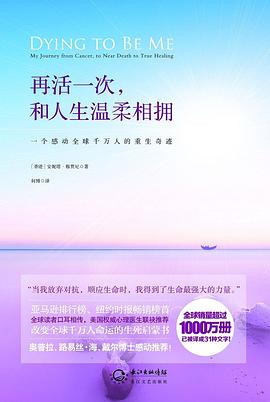 DYING TO BE ME
My Journey from Cancer, to Near Death to True Healing
再活一次，
和人生温柔相拥
一个感动全球千万人的重生奇迹
[香港] 安妮塔·穆贾尼◎著
何博◎译
“当我放弃对抗，顺应生命时，我得到了生命最强大的力量。”
亚马逊排行榜、纽约时报畅销榜首
全球读者口耳相传，美国权威心理医生联袂推荐
改变全球千万人命运的生死启蒙书
奥普拉、路易丝·海、戴尔博士感动推荐！
全球销量超过
1000万册
已被译成31种文字！
长江出版传媒
长江文艺出版社